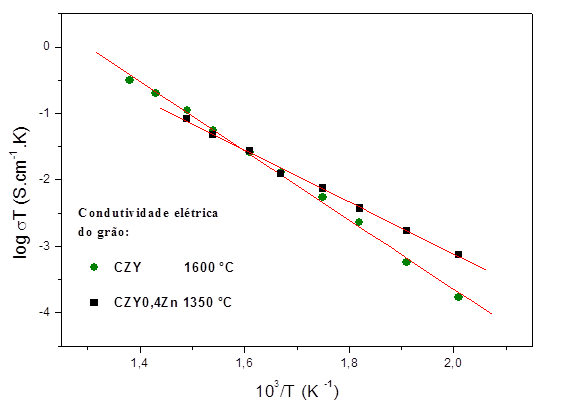 0
-1
-2
-3
-4
log σT (S.cm⁻¹.K)
Condutividade elétrica
do grão:
CZY 1600 °C
CZY0,4Zn 1350 °C
1,4 1,6 1,8 2,0
10³/T (K⁻¹)